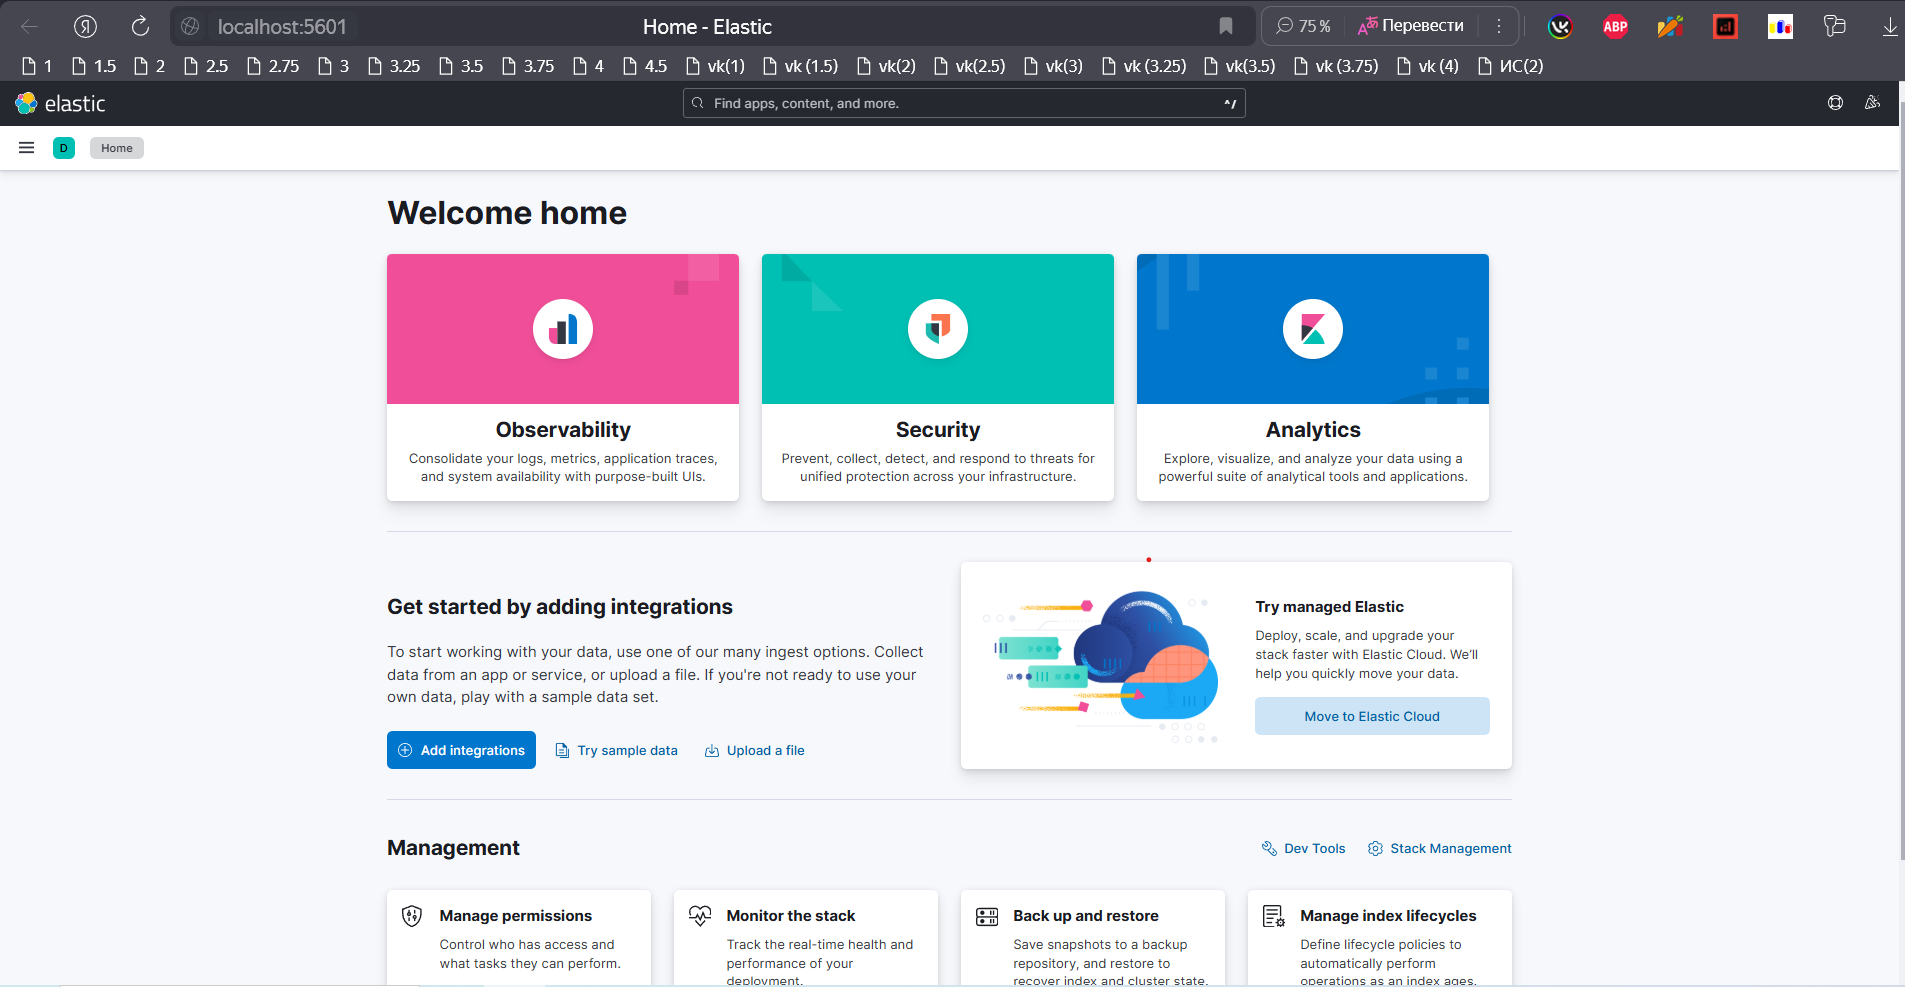 Я
localhost:5601
Home - Elastic
75 %
Перевести
ABP
1
1.5
2
2.5
2.75
3
3.25
3.5
3.75
4
4.5
vk(1)
vk (1.5)
vk(2)
vk(2.5)
vk(3)
vk (3.25)
vk(3.5)
vk (3.75)
vk (4)
ИС(2)
elastic
Find apps, content, and more.
^/
D
Home
Welcome home
Observability
Consolidate your logs, metrics, application traces,
and system availability with purpose-built UIs.
Security
Prevent, collect, detect, and respond to threats for
unified protection across your infrastructure.
Analytics
Explore, visualize, and analyze your data using a
powerful suite of analytical tools and applications.
Get started by adding integrations
To start working with your data, use one of our many ingest options. Collect
data from an app or service, or upload a file. If you're not ready to use your
own data, play with a sample data set.
Add integrations
Try sample data
Upload a file
Try managed Elastic
Deploy, scale, and upgrade your
stack faster with Elastic Cloud. We'll
help you quickly move your data.
Move to Elastic Cloud
Management
Dev Tools
Stack Management
Manage permissions
Control who has access and
what tasks they can perform.
Monitor the stack
Track the real-time health and
performance of your
deployment.
Back up and restore
Save snapshots to a backup
repository, and restore to
recover index and cluster state.
Manage index lifecycles
Define lifecycle policies to
automatically perform
operations as an index ages.